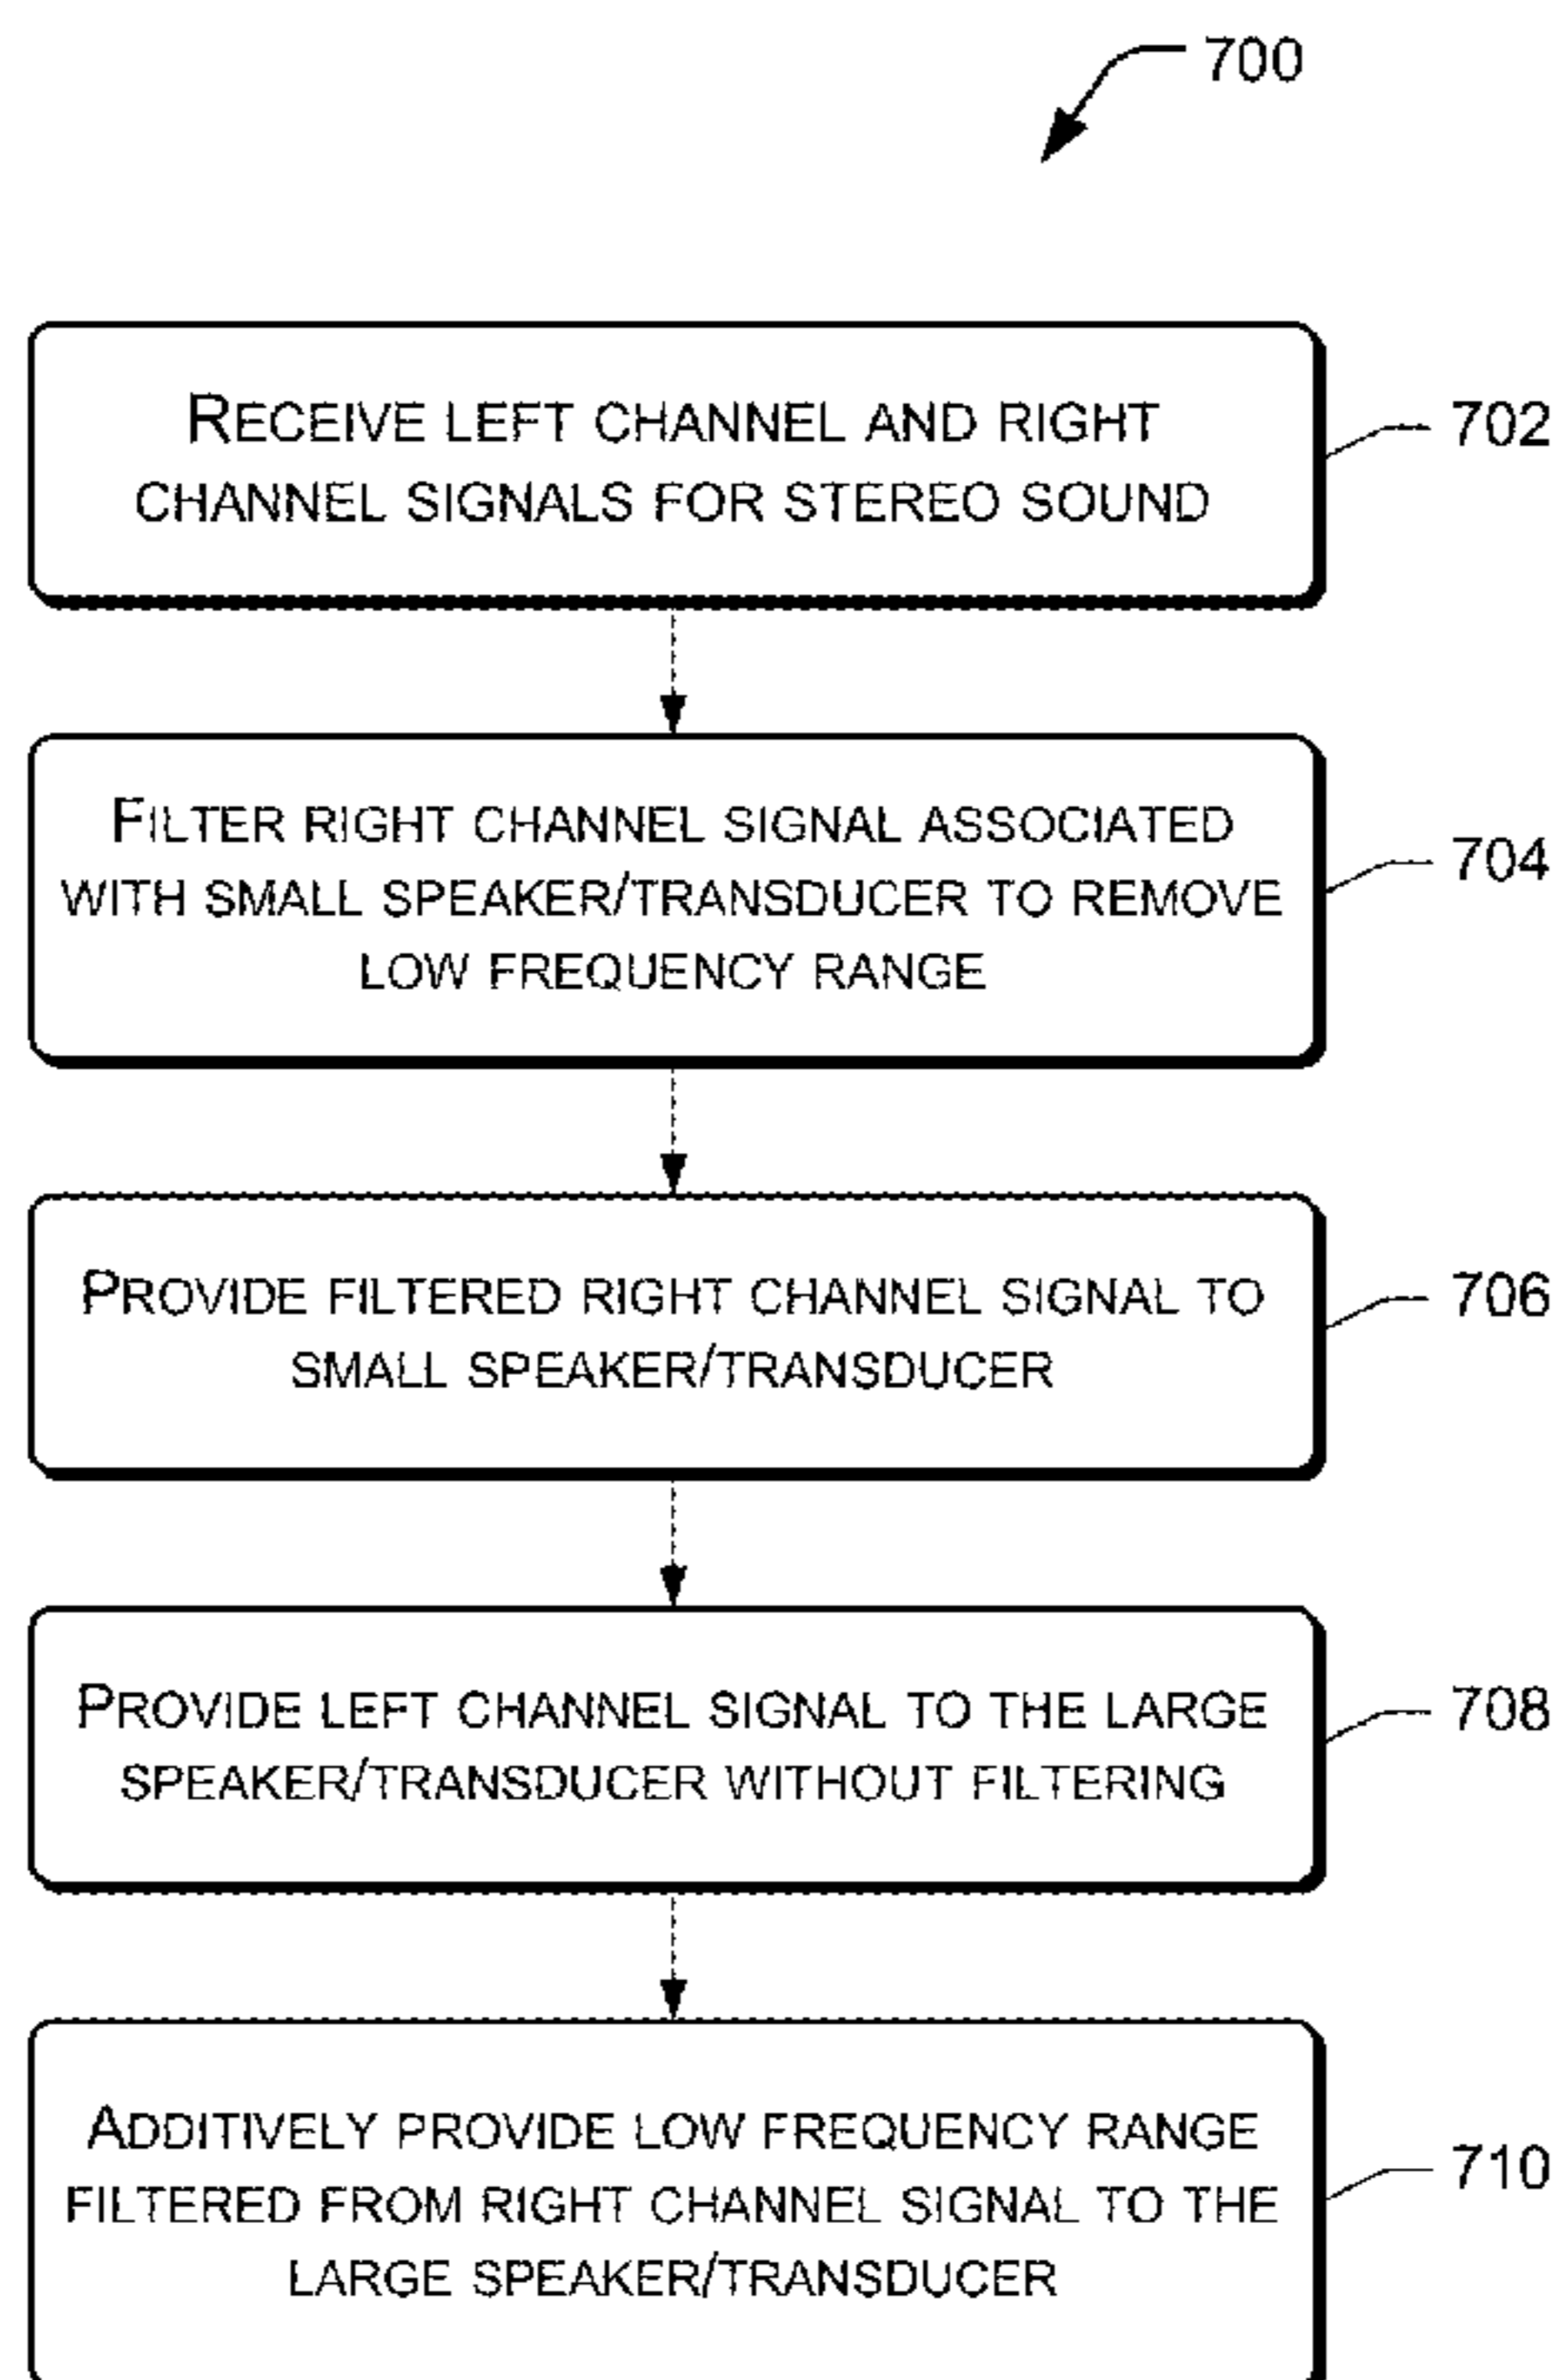 700
RECEIVE LEFT CHANNEL AND RIGHT
CHANNEL SIGNALS FOR STEREO SOUND
702
FILTER RIGHT CHANNEL SIGNAL ASSOCIATED
WITH SMALL SPEAKER/TRANSDUCER TO REMOVE
LOW FREQUENCY RANGE
704
PROVIDE FILTERED RIGHT CHANNEL SIGNAL TO
SMALL SPEAKER/TRANSDUCER
706
PROVIDE LEFT CHANNEL SIGNAL TO THE LARGE
SPEAKER/TRANSDUCER WITHOUT FILTERING
708
ADDITIVELY PROVIDE LOW FREQUENCY RANGE
FILTERED FROM RIGHT CHANNEL SIGNAL TO THE
LARGE SPEAKER/TRANSDUCER
710